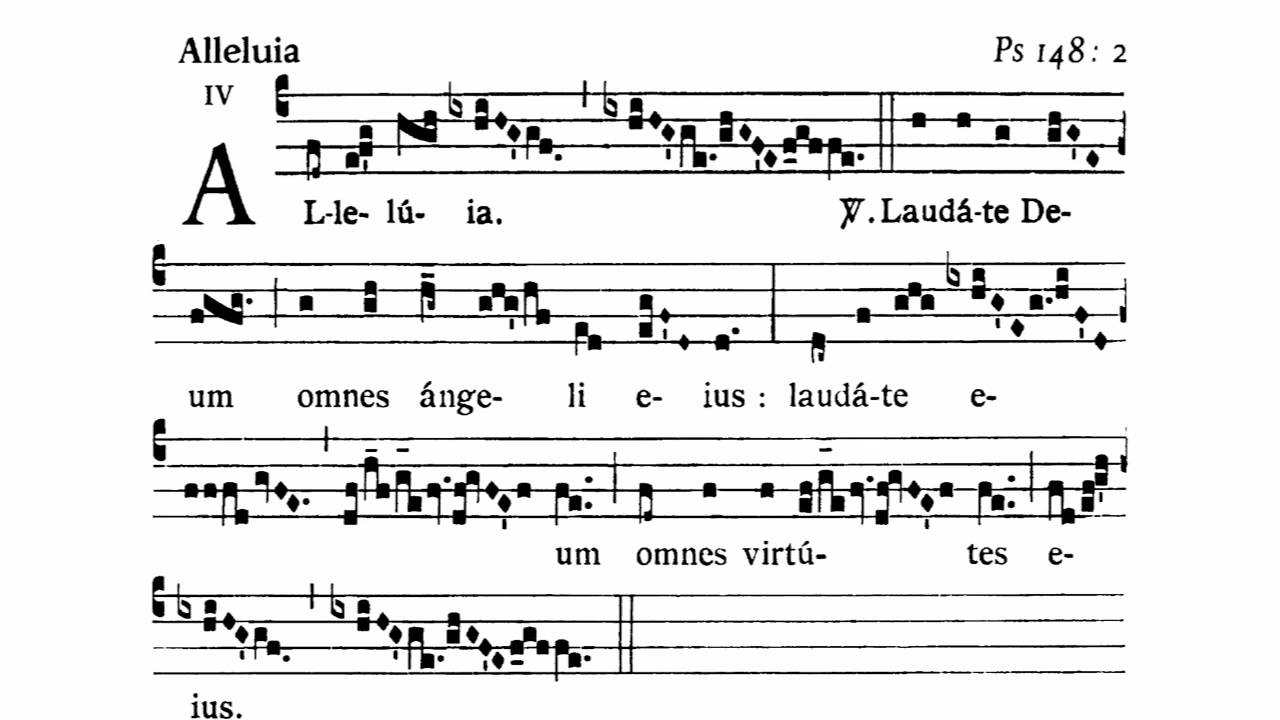 Alleluia Ps 148: 2
IV
AL-le- lú- ia. ℣. Laudá-te De-
um omnes ánge- li e- ius : laudá-te e-
um omnes virtú- tes e-
ius.